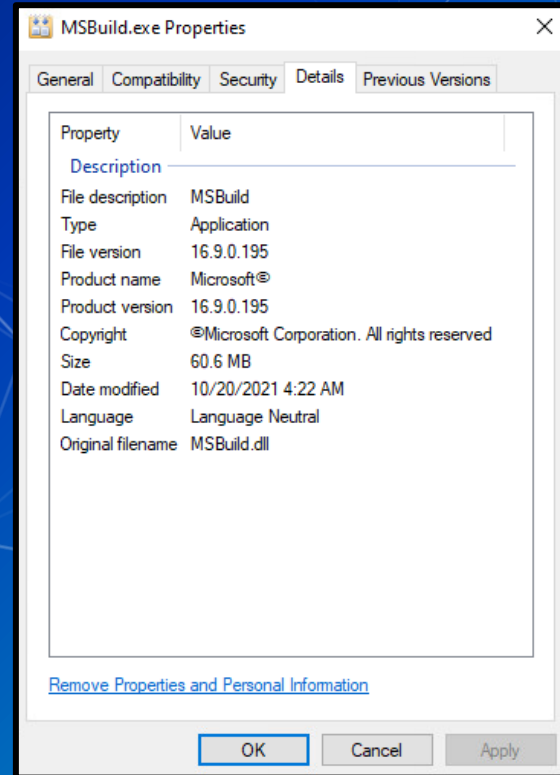 MSBuild.exe Properties
General Compatibility Security Details Previous Versions
Property Value
Description
File description MSBuild
Type Application
File version 16.9.0.195
Product name Microsoft®
Product version 16.9.0.195
Copyright ©Microsoft Corporation. All rights reserved
Size 60.6 MB
Date modified 10/20/2021 4:22 AM
Language Language Neutral
Original filename MSBuild.dll
Remove Properties and Personal Information
OK Cancel Apply